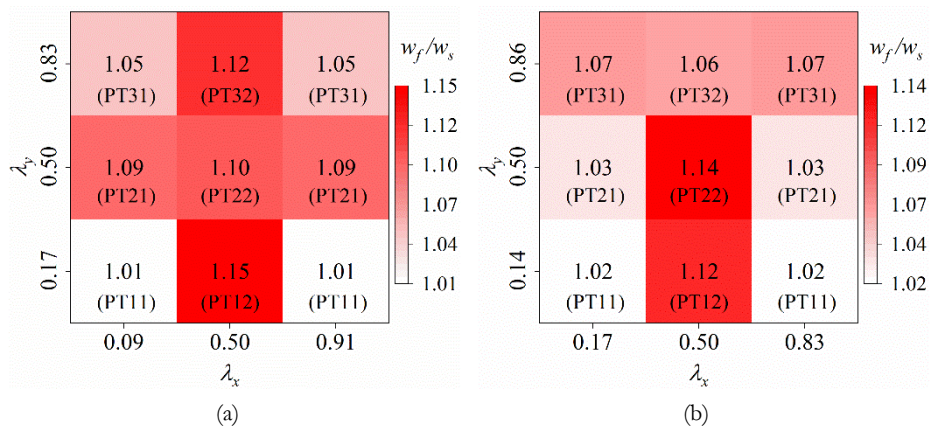 w_f/w_s
0.83
1.05
(PT31)
1.12
(PT32)
1.05
(PT31)
1.15
1.12
1.10
1.07
1.04
1.01
λ_y
0.50
1.09
(PT21)
1.10
(PT22)
1.09
(PT21)
0.17
1.01
(PT11)
1.15
(PT12)
1.01
(PT11)
0.09
0.50
0.91
λ_x
(a)
w_f/w_s
0.86
1.07
(PT31)
1.06
(PT32)
1.07
(PT31)
1.14
1.12
1.09
1.07
1.04
1.02
λ_y
0.50
1.03
(PT21)
1.14
(PT22)
1.03
(PT21)
0.14
1.02
(PT11)
1.12
(PT12)
1.02
(PT11)
0.17
0.50
0.83
λ_x
(b)